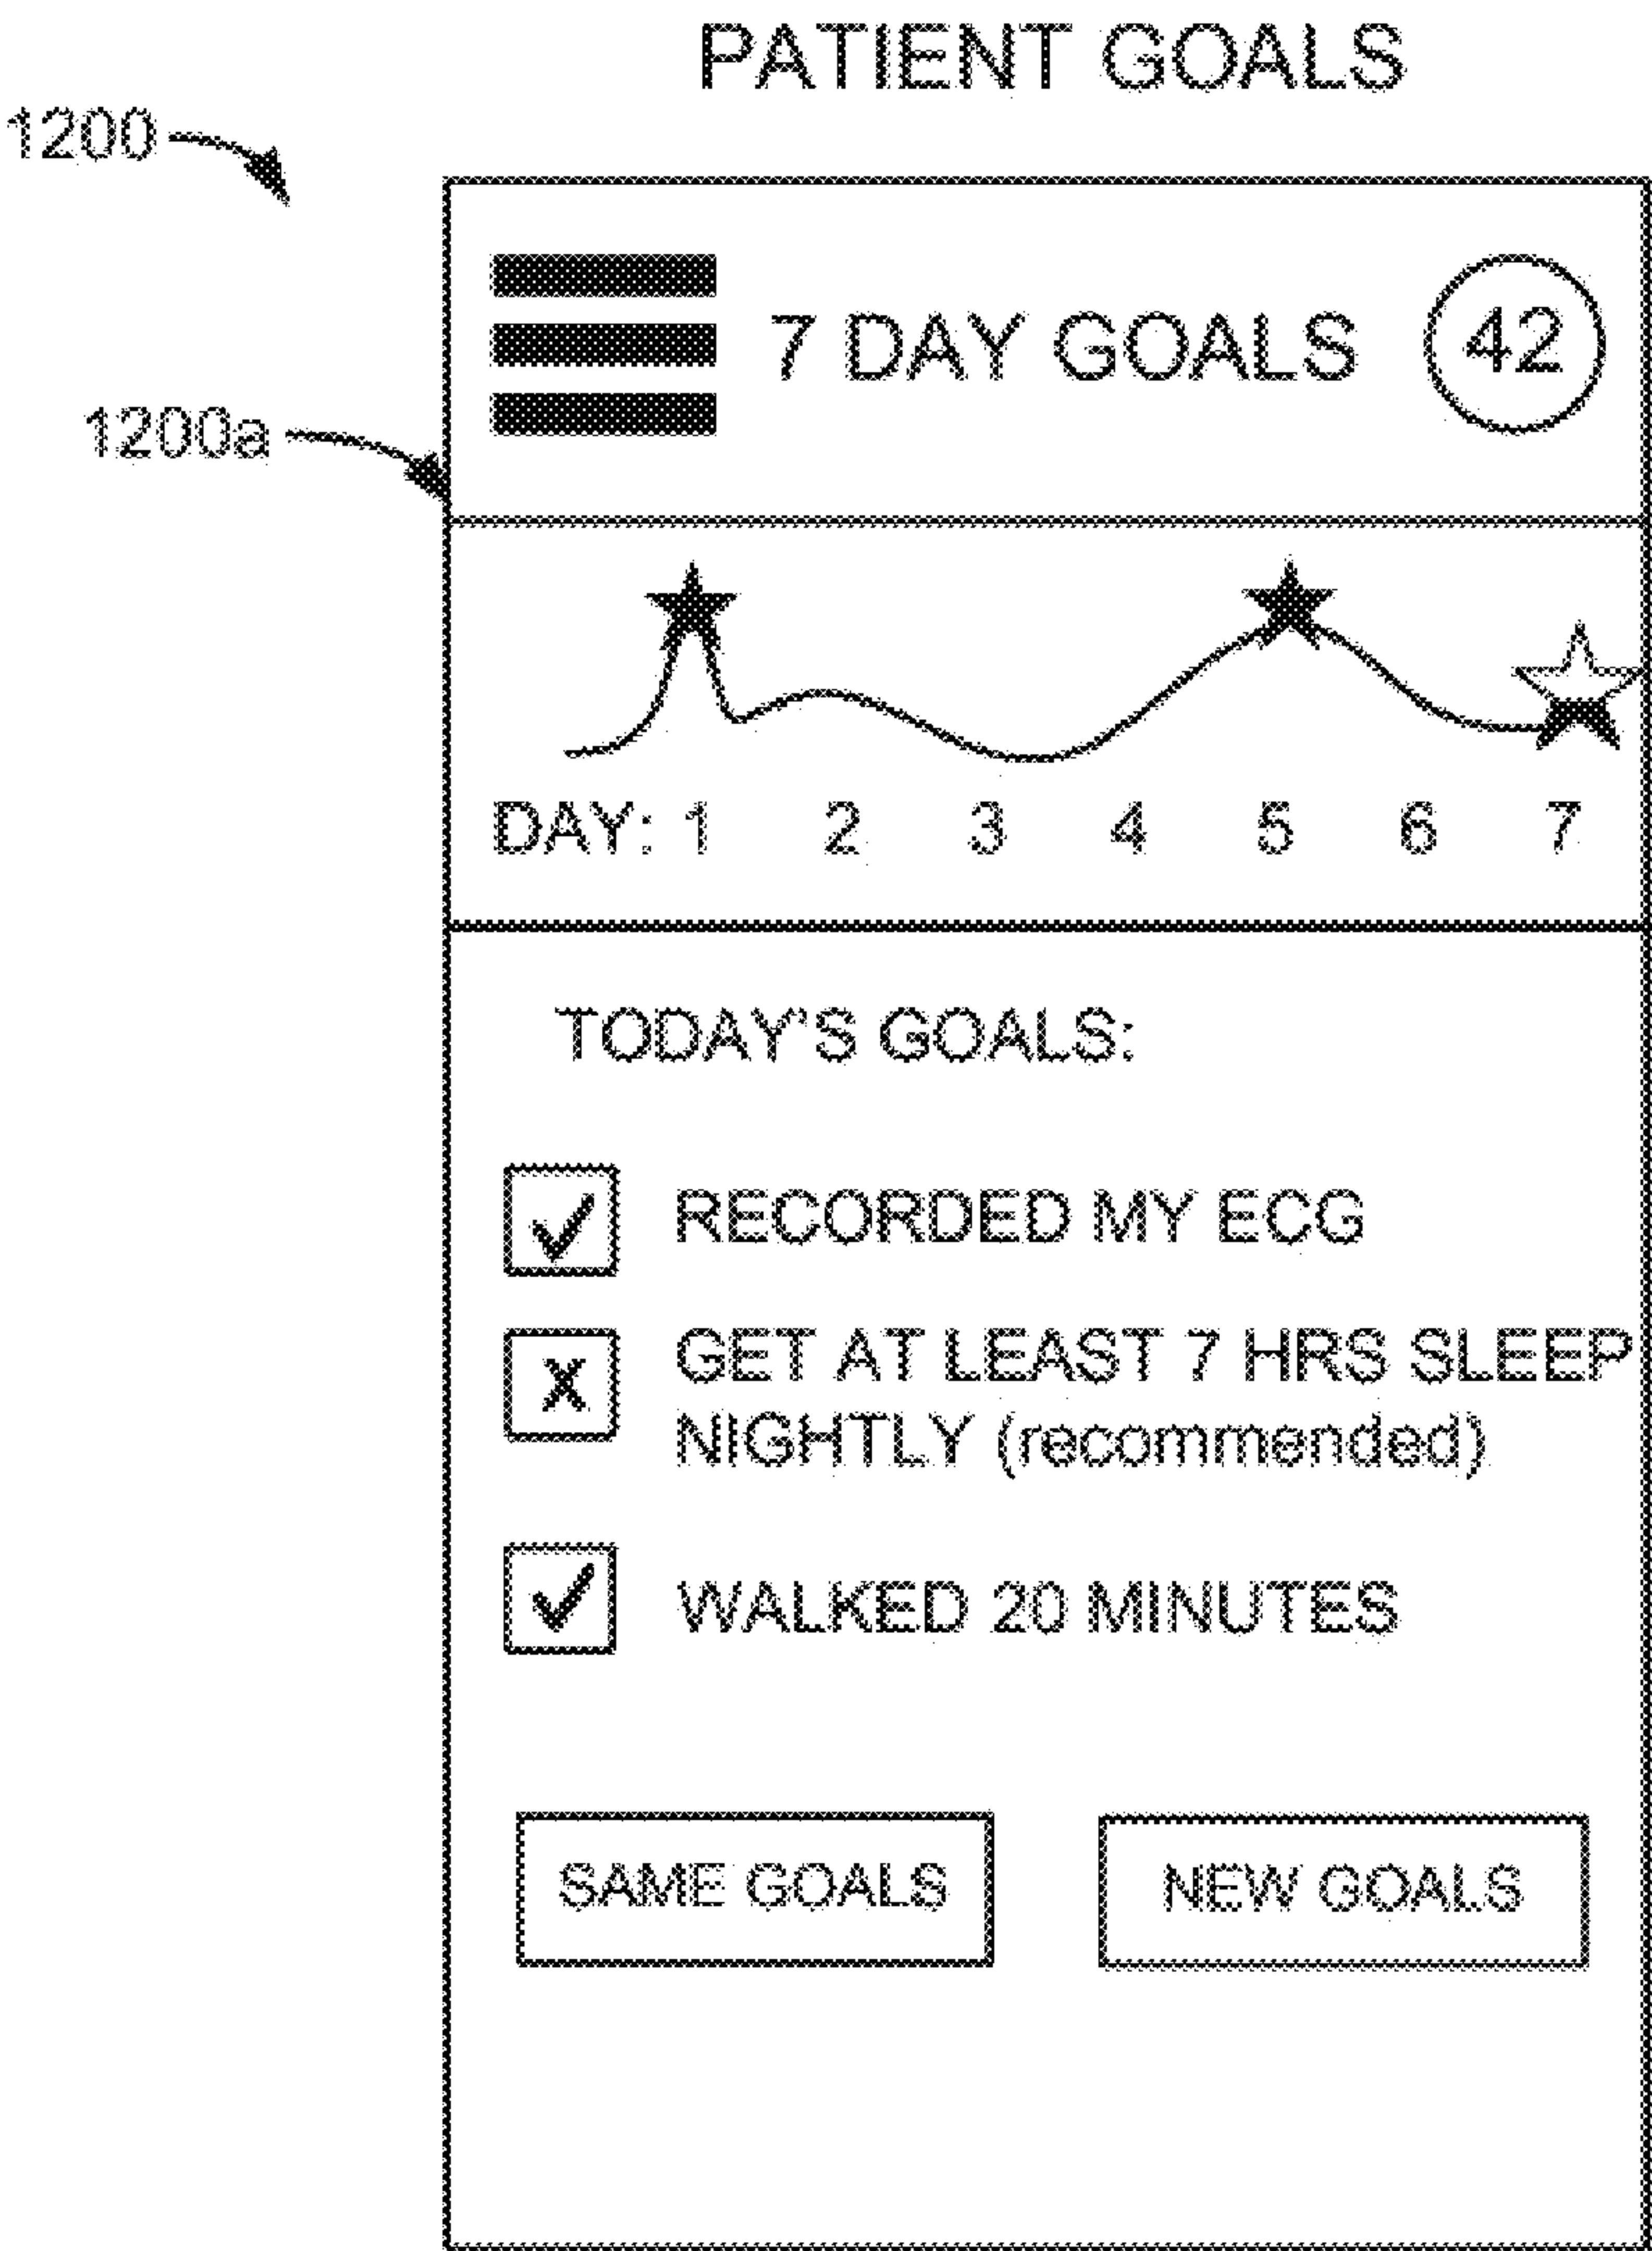 PATIENT GOALS
1200
7 DAY GOALS 42
1200a
DAY: 1 2 3 4 5 6 7
TODAY'S GOALS:
RECORDED MY ECG
GET AT LEAST 7 HRS SLEEP
NIGHTLY (recommended)
WALKED 20 MINUTES
SAME GOALS NEW GOALS